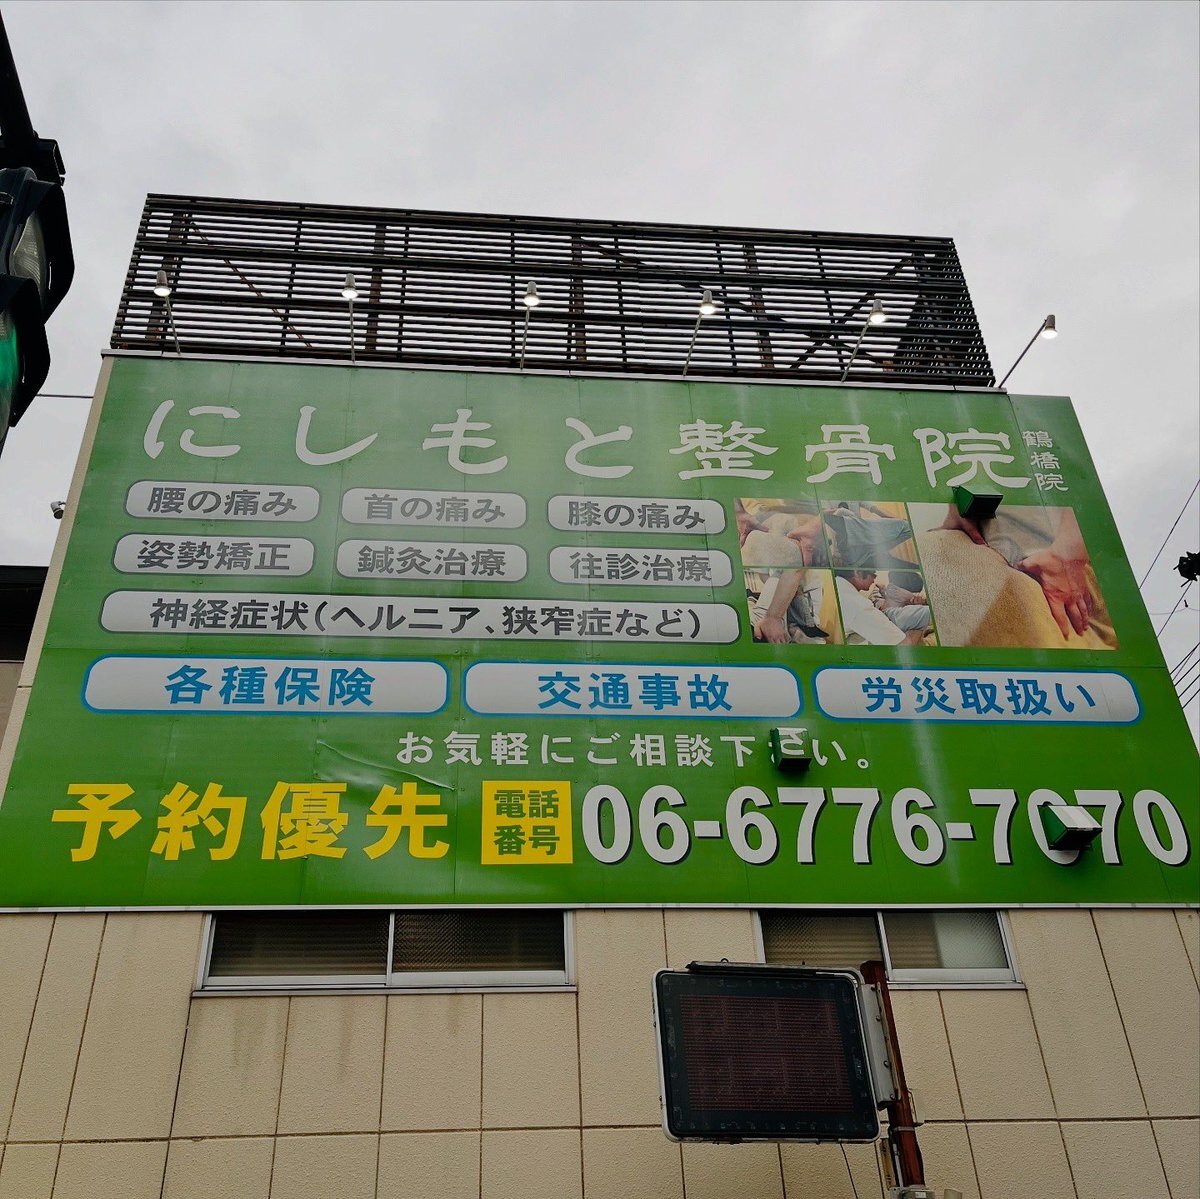 にしもと整骨院 鶴橋院
腰の痛み 首の痛み 膝の痛み
姿勢矯正 鍼灸治療 往診治療
神経症状(ヘルニア、狭窄症など)
各種保険 交通事故 労災取扱い
お気軽にご相談下さい。
予約優先 電話番号 06-6776-7070